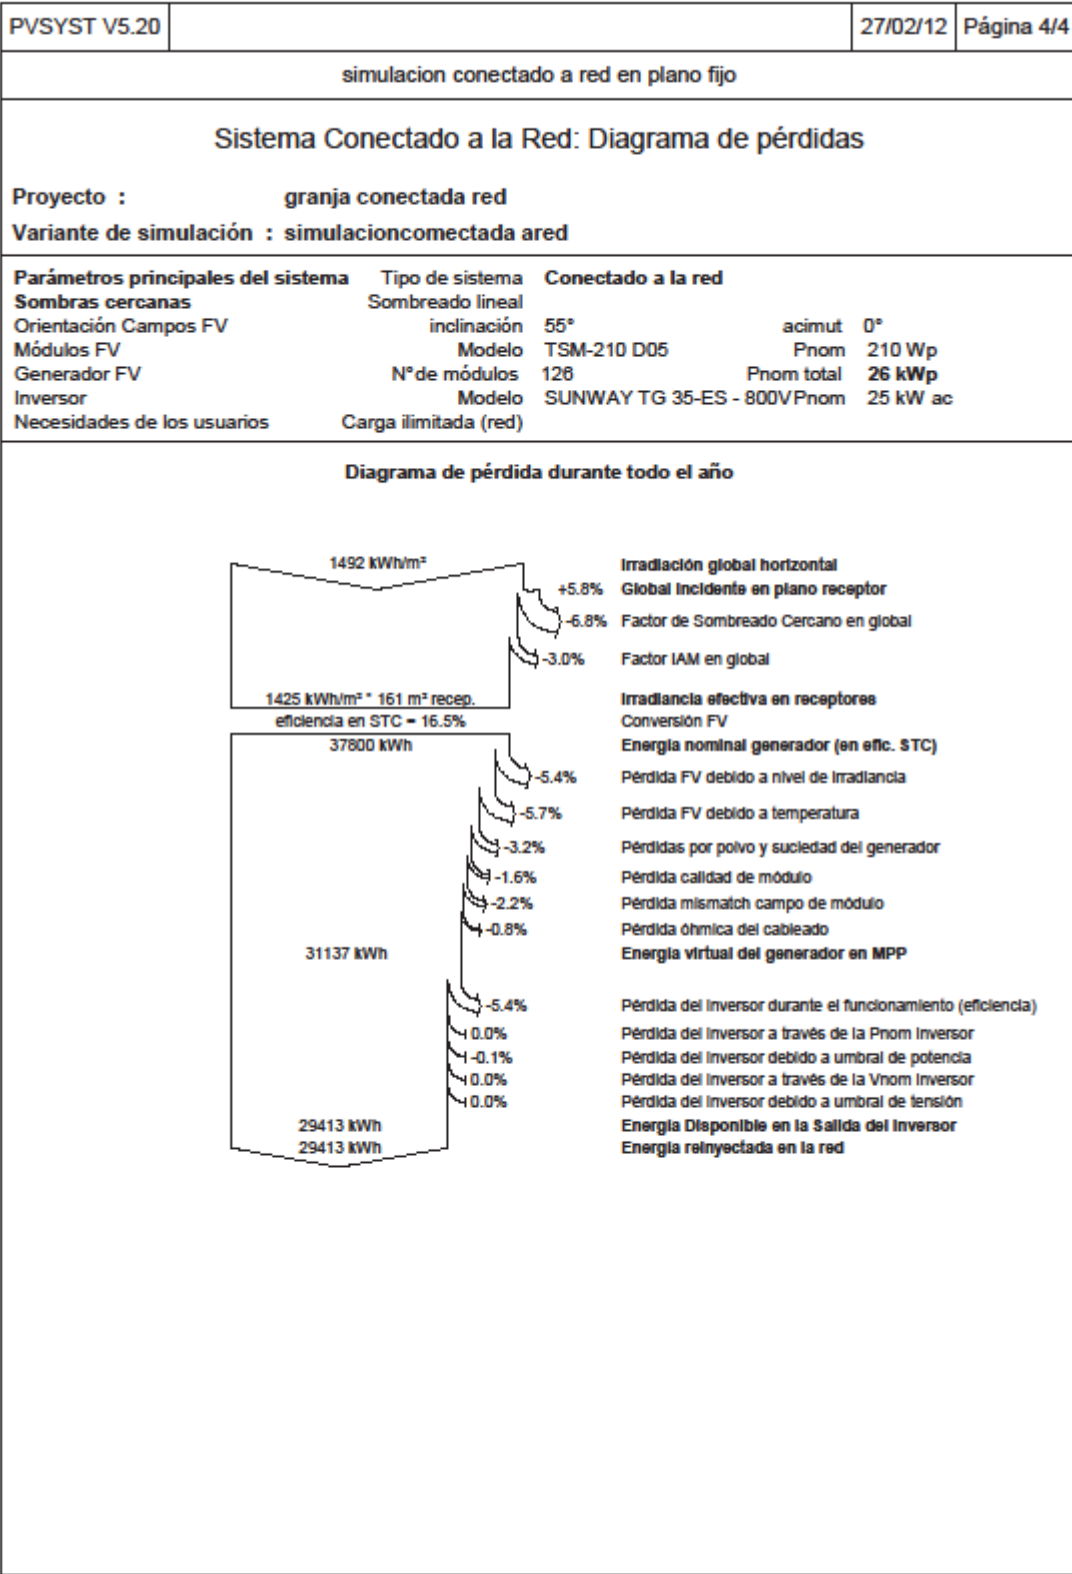 PVSYST V5.20 27/02/12 Página 4/4
simulacion conectado a red en plano fijo
Sistema Conectado a la Red: Diagrama de pérdidas
Proyecto : granja conectada red
Variante de simulación : simulacioncomectada ared
Parámetros principales del sistema Tipo de sistema Conectado a la red
Sombras cercanas Sombreado lineal
Orientación Campos FV inclinación 55° acimut 0°
Módulos FV Modelo TSM-210 D05 Pnom 210 Wp
Generador FV N° de módulos 126 Pnom total 26 kWp
Inversor Modelo SUNWAY TG 35-ES - 800V Pnom 25 kW ac
Necesidades de los usuarios Carga ilimitada (red)
Diagrama de pérdida durante todo el año
1492 kWh/m² Irradiación global horizontal
+5.8% Global incidente en plano receptor
-6.8% Factor de Sombreado Cercano en global
-3.0% Factor IAM en global
1425 kWh/m² * 161 m² recep. Irradiancia efectiva en receptores
eficiencia en STC = 16.5% Conversión FV
37800 kWh Energía nominal generador (en efic. STC)
-5.4% Pérdida FV debido a nivel de irradiancia
-5.7% Pérdida FV debido a temperatura
-3.2% Pérdidas por polvo y suciedad del generador
-1.6% Pérdida calidad de módulo
-2.2% Pérdida mismatch campo de módulo
-0.8% Pérdida óhmica del cableado
31137 kWh Energía virtual del generador en MPP
-5.4% Pérdida del inversor durante el funcionamiento (eficiencia)
0.0% Pérdida del inversor a través de la Pnom inversor
-0.1% Pérdida del inversor debido a umbral de potencia
0.0% Pérdida del inversor a través de la Vnom inversor
0.0% Pérdida del inversor debido a umbral de tensión
29413 kWh Energía Disponible en la Salida del Inversor
29413 kWh Energía reinyectada en la red